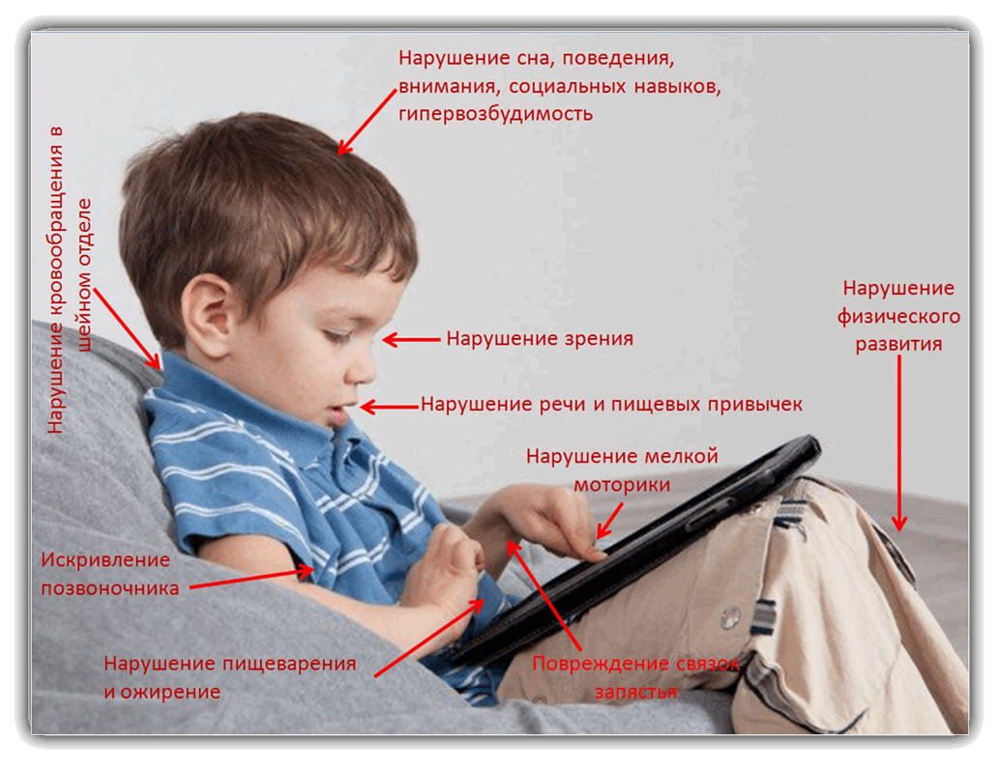 Нарушение сна, поведения,
внимания, социальных навыков,
гипервозбудимость
Нарушение кровообращения в
шейном отделе
Нарушение
физического
развития
Нарушение зрения
Нарушение речи и пищевых привычек
Нарушение мелкой
моторики
Искривление
позвоночника
Нарушение пищеварения
и ожирение
Повреждение связок
запястья